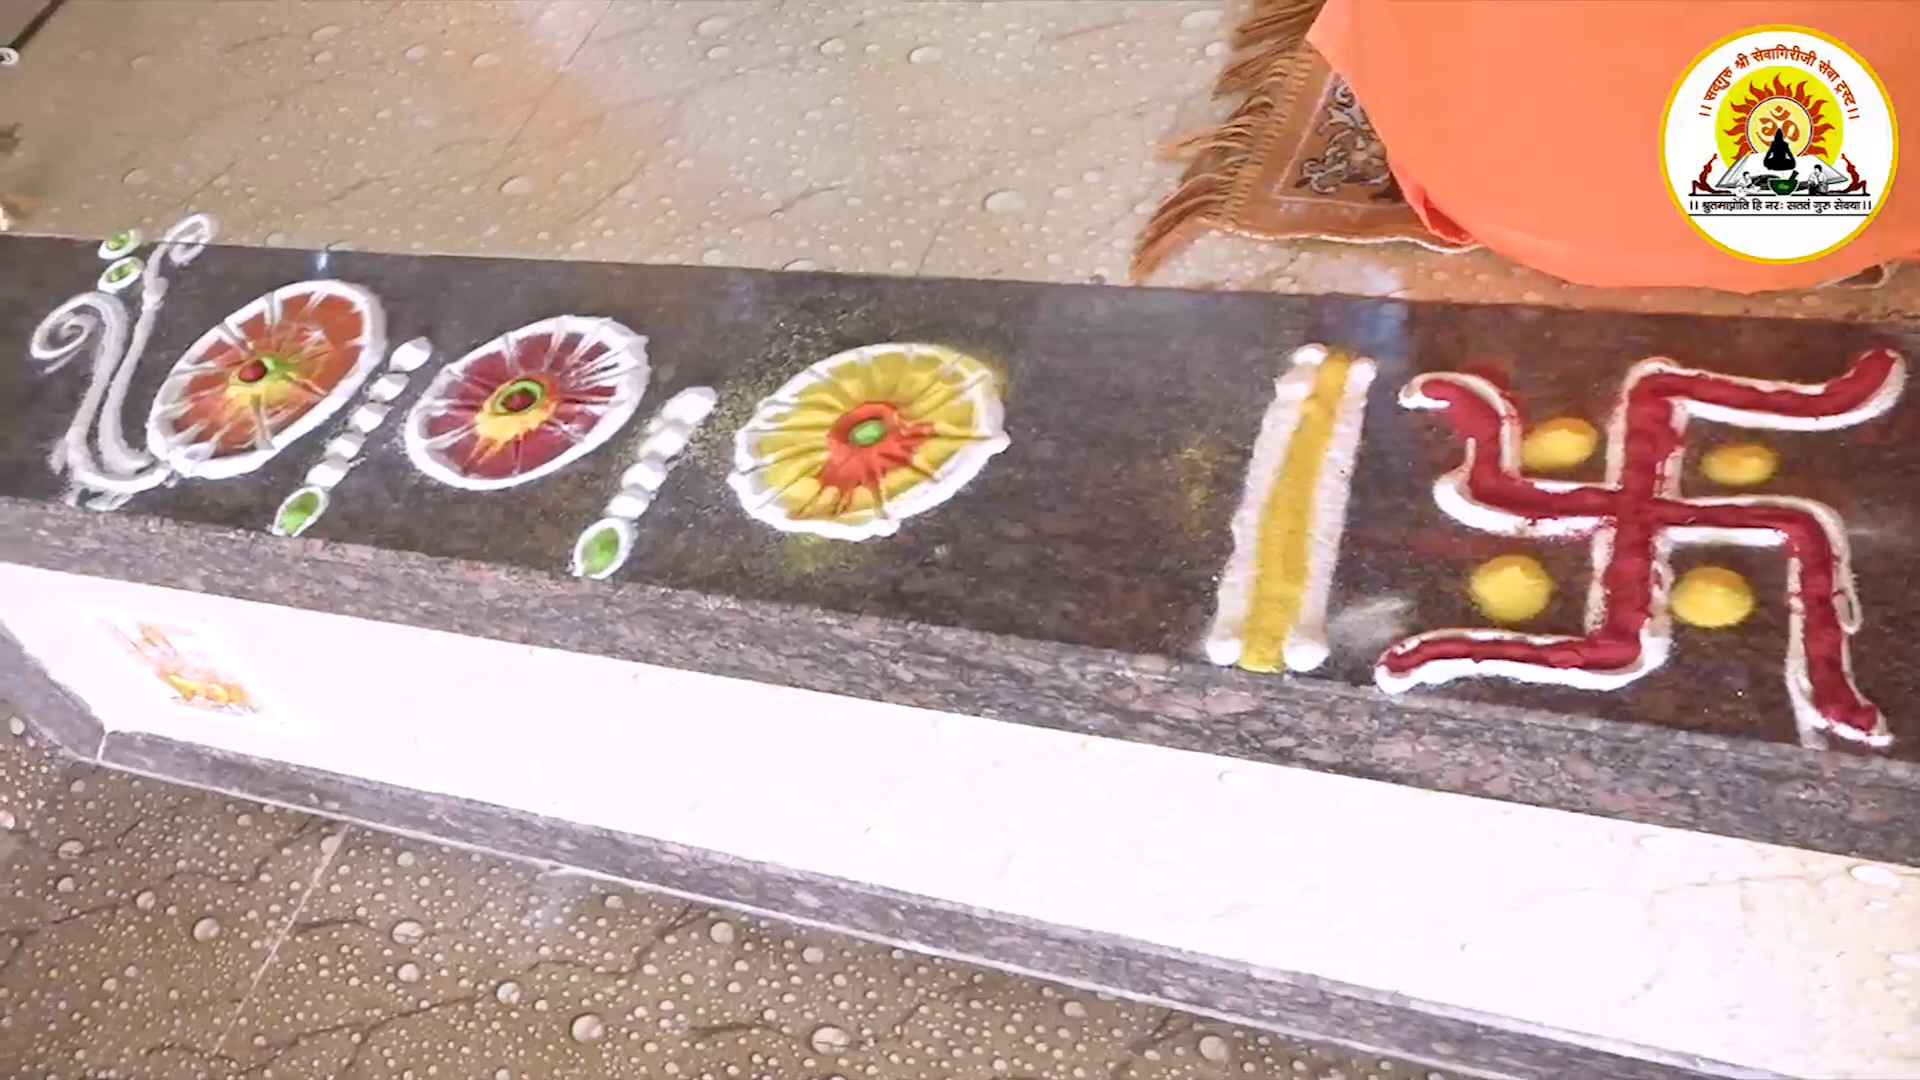 ।। सद्गुरु श्री सेवागिरीजी सेवा ट्रस्ट ।।
ॐ
।। श्रुतमाप्नोति हि नरः सततं गुरु सेवया ।।